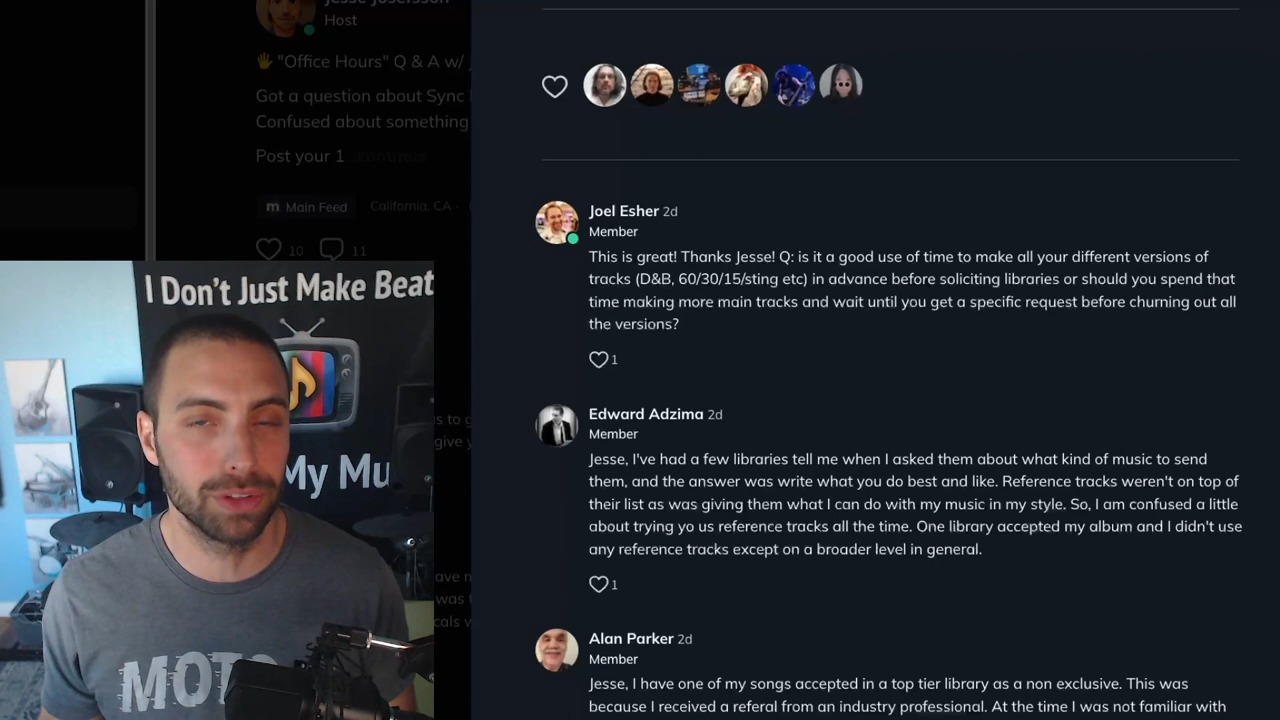 Jesse Josefsson
Host
🖐 "Office Hours" Q & A w/ J
Got a question about Sync
Confused about something
Post your 1 ...continue
m Main Feed California, CA ·
10 11
s to g
give y
ave m
was t
cals v
I Don't Just Make Beat
My Mu
MOTO
Joel Esher 2d
Member
This is great! Thanks Jesse! Q: is it a good use of time to make all your different versions of
tracks (D&B, 60/30/15/sting etc) in advance before soliciting libraries or should you spend that
time making more main tracks and wait until you get a specific request before churning out all
the versions?
1
Edward Adzima 2d
Member
Jesse, I've had a few libraries tell me when I asked them about what kind of music to send
them, and the answer was write what you do best and like. Reference tracks weren't on top of
their list as was giving them what I can do with my music in my style. So, I am confused a little
about trying yo us reference tracks all the time. One library accepted my album and I didn't use
any reference tracks except on a broader level in general.
1
Alan Parker 2d
Member
Jesse, I have one of my songs accepted in a top tier library as a non exclusive. This was
because I received a referal from an industry professional. At the time I was not familiar with